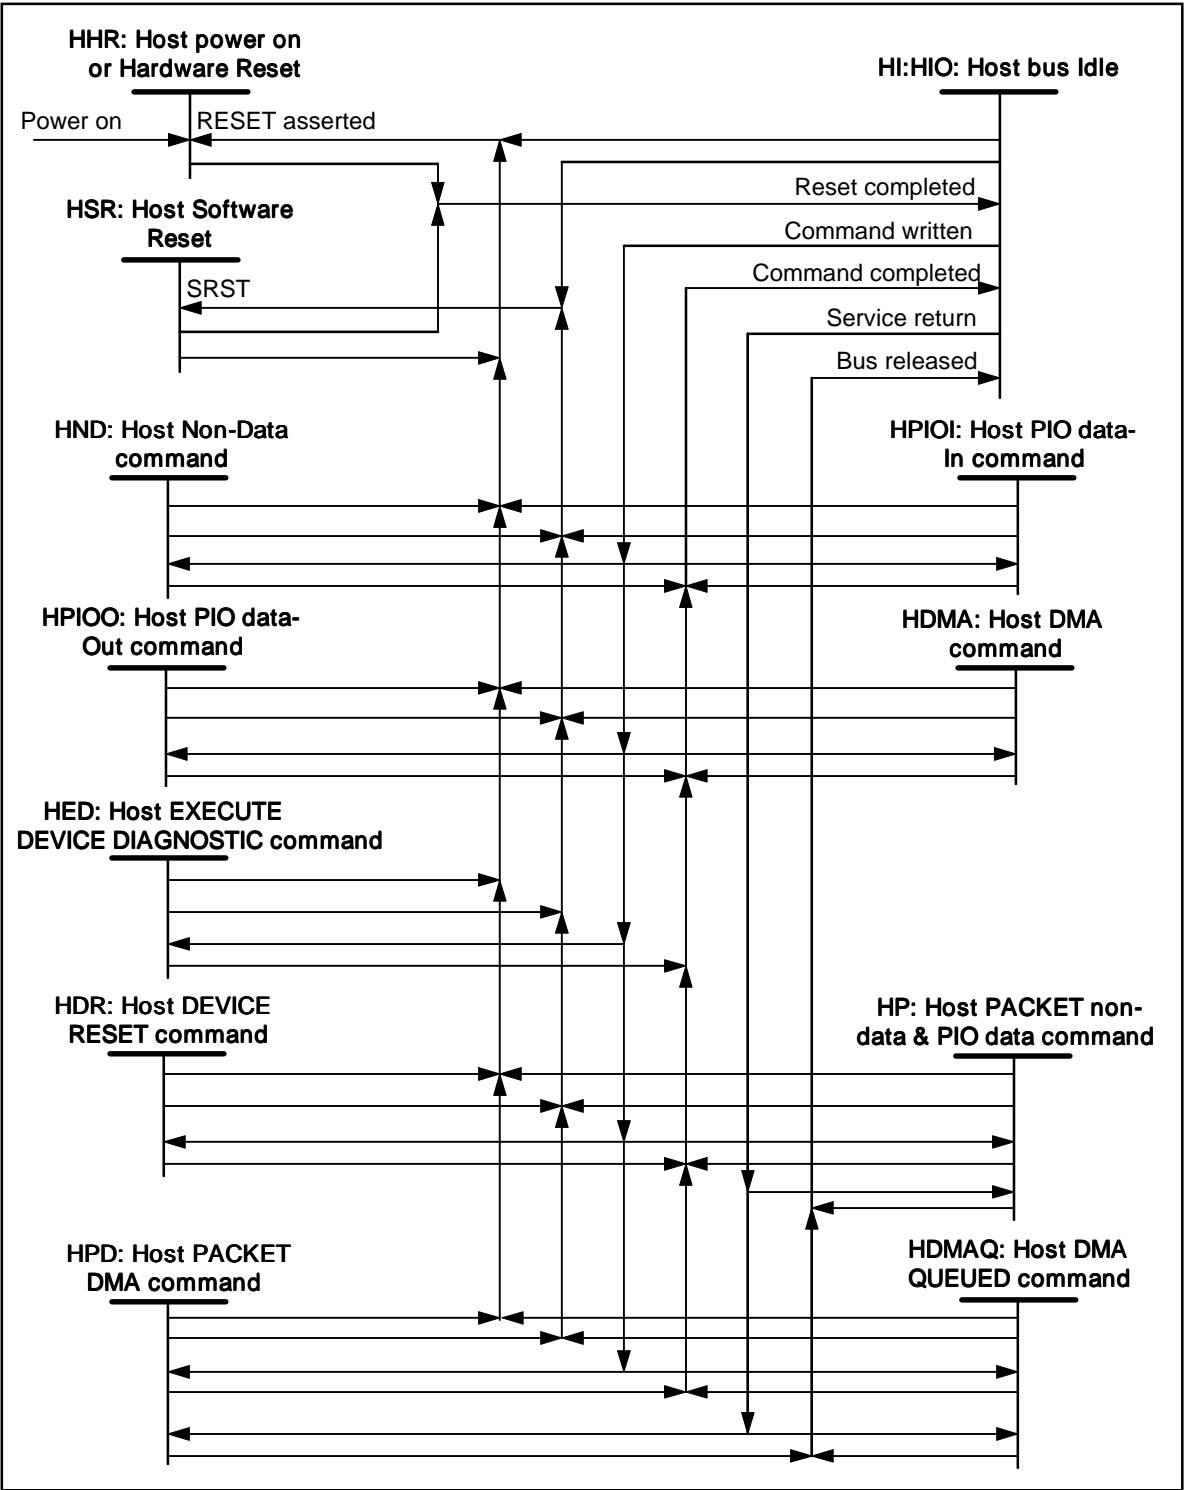 HHR: Host power on
or Hardware Reset
HI:HIO: Host bus Idle
Power on
RESET asserted
Reset completed
HSR: Host Software
Reset
Command written
Command completed
SRST
Service return
Bus released
HND: Host Non-Data
command
HPIOI: Host PIO data-
In command
HPIOO: Host PIO data-
Out command
HDMA: Host DMA
command
HED: Host EXECUTE
DEVICE DIAGNOSTIC command
HDR: Host DEVICE
RESET command
HP: Host PACKET non-
data & PIO data command
HPD: Host PACKET
DMA command
HDMAQ: Host DMA
QUEUED command